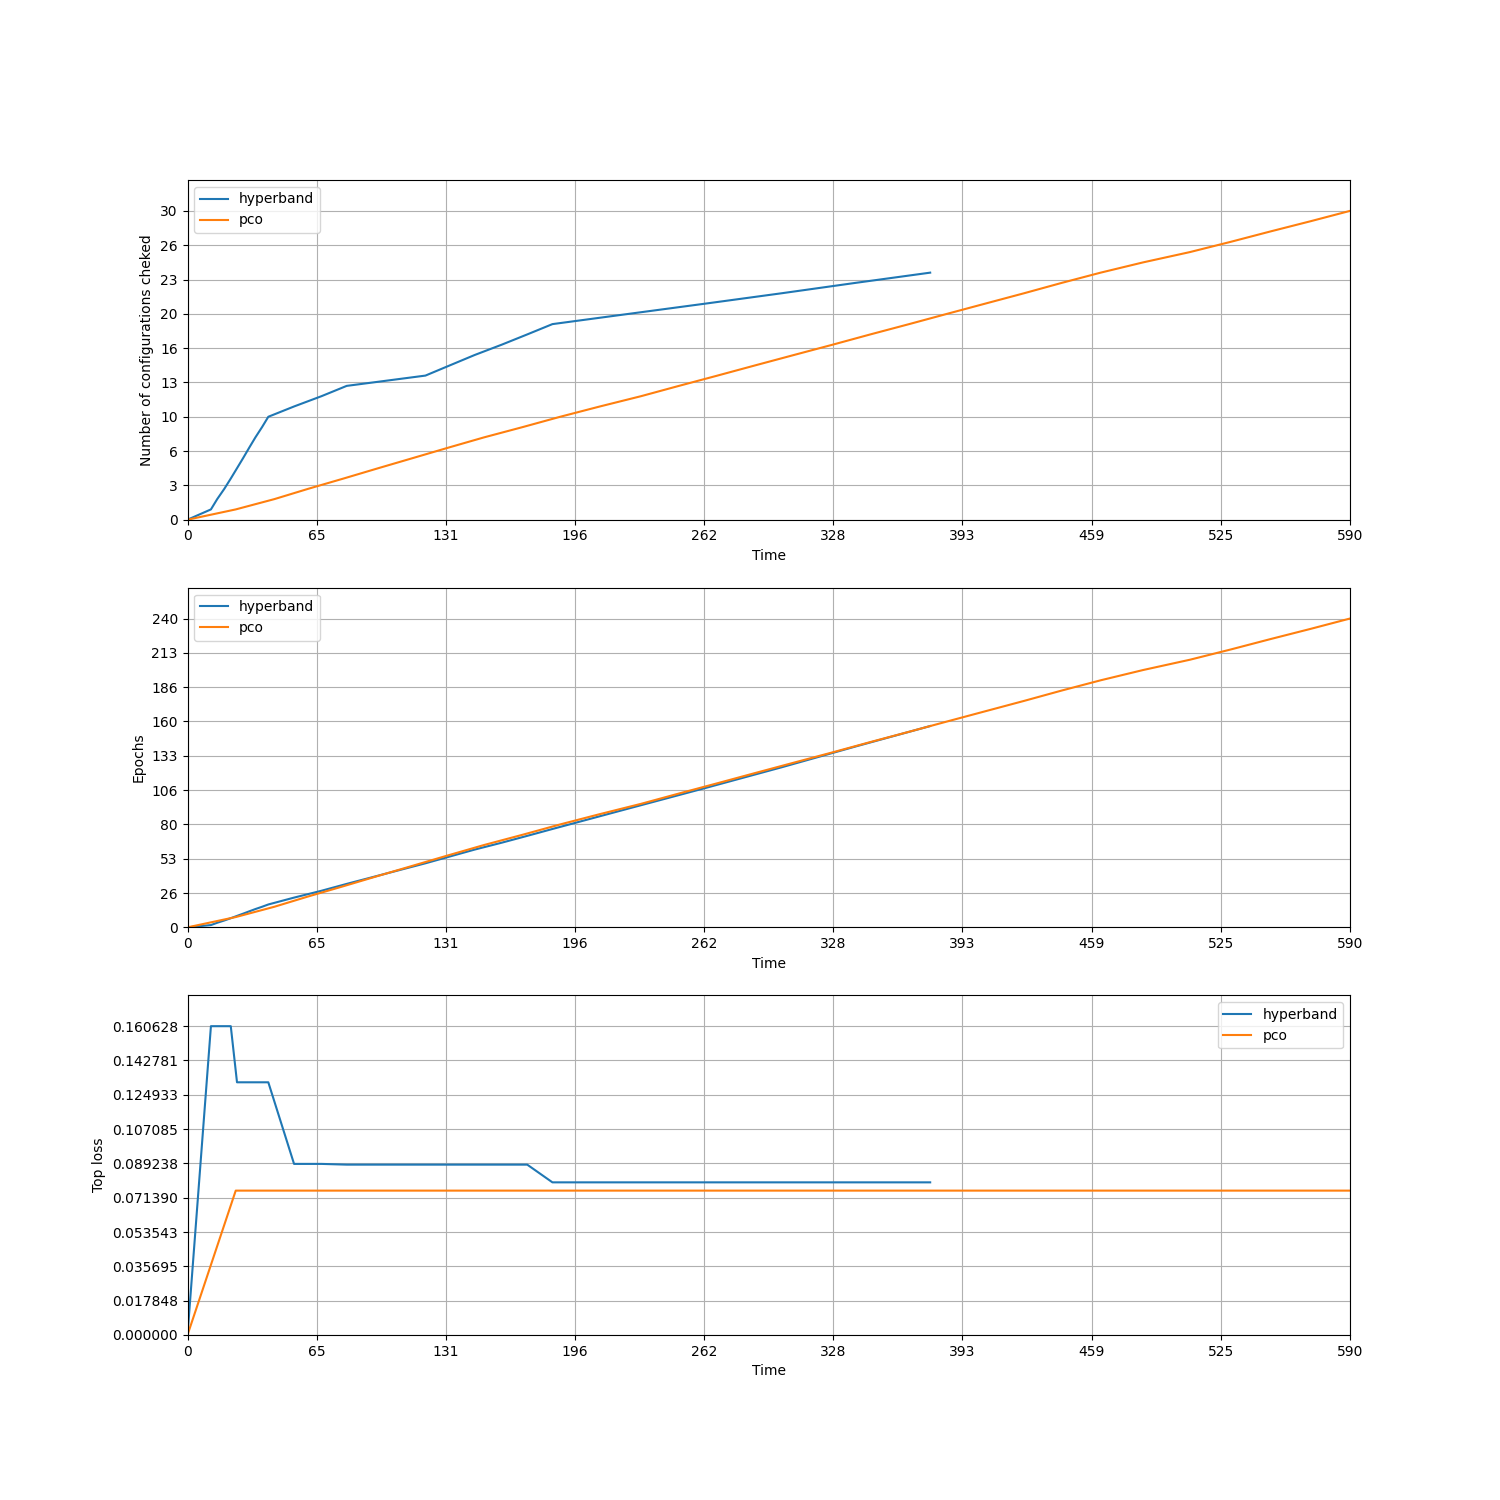 hyperband
pco
30
26
23
20
16
13
10
6
3
0
Number of configurations cheked
0 65 131 196 262 328 393 459 525 590
Time
hyperband
pco
240
213
186
160
133
106
80
53
26
0
Epochs
0 65 131 196 262 328 393 459 525 590
Time
hyperband
pco
0.160628
0.142781
0.124933
0.107085
0.089238
0.071390
0.053543
0.035695
0.017848
0.000000
Top loss
0 65 131 196 262 328 393 459 525 590
Time